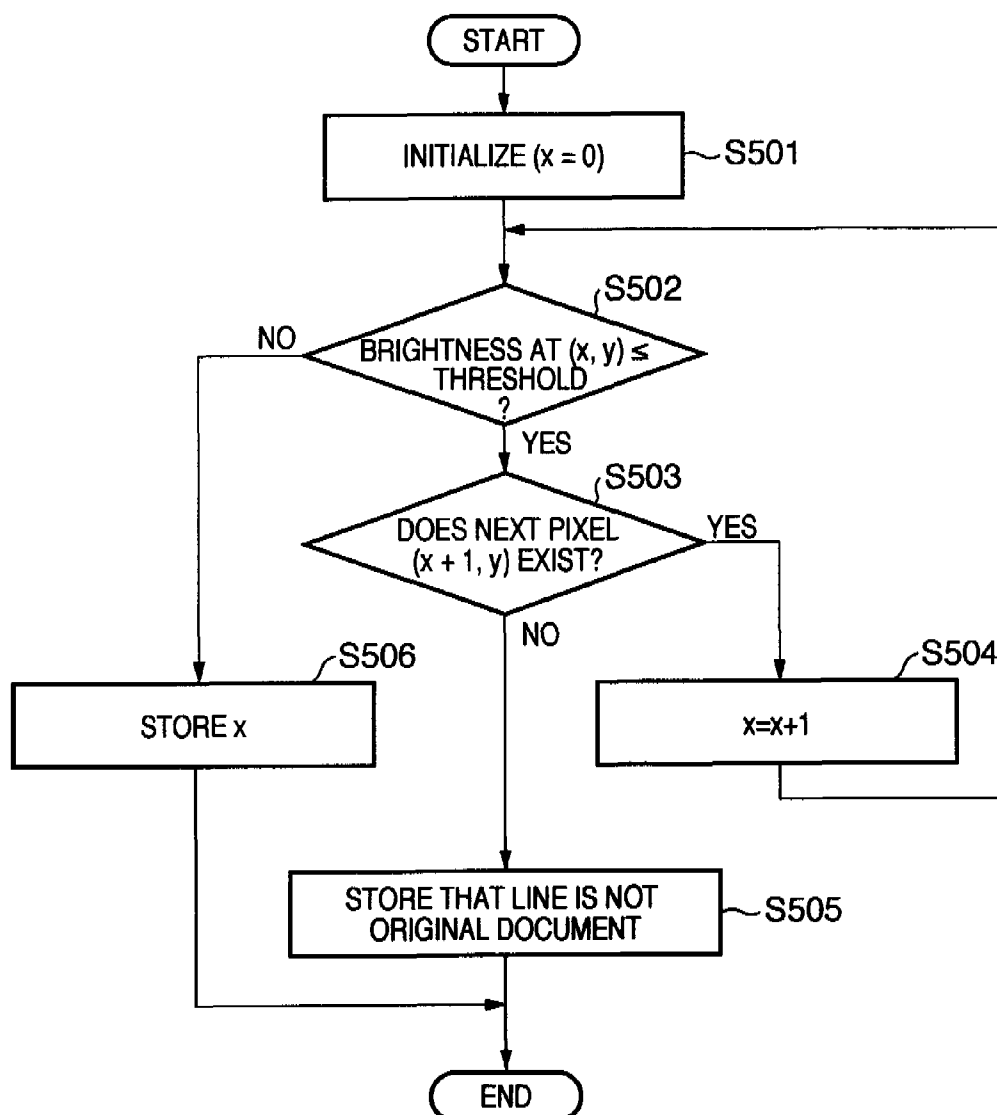 START
INITIALIZE (x = 0)
S501
S502
NO
BRIGHTNESS AT (x, y) ≤
THRESHOLD
?
YES
S503
DOES NEXT PIXEL
(x + 1, y) EXIST?
YES
NO
S506
STORE x
S504
x=x+1
STORE THAT LINE IS NOT
ORIGINAL DOCUMENT
S505
END